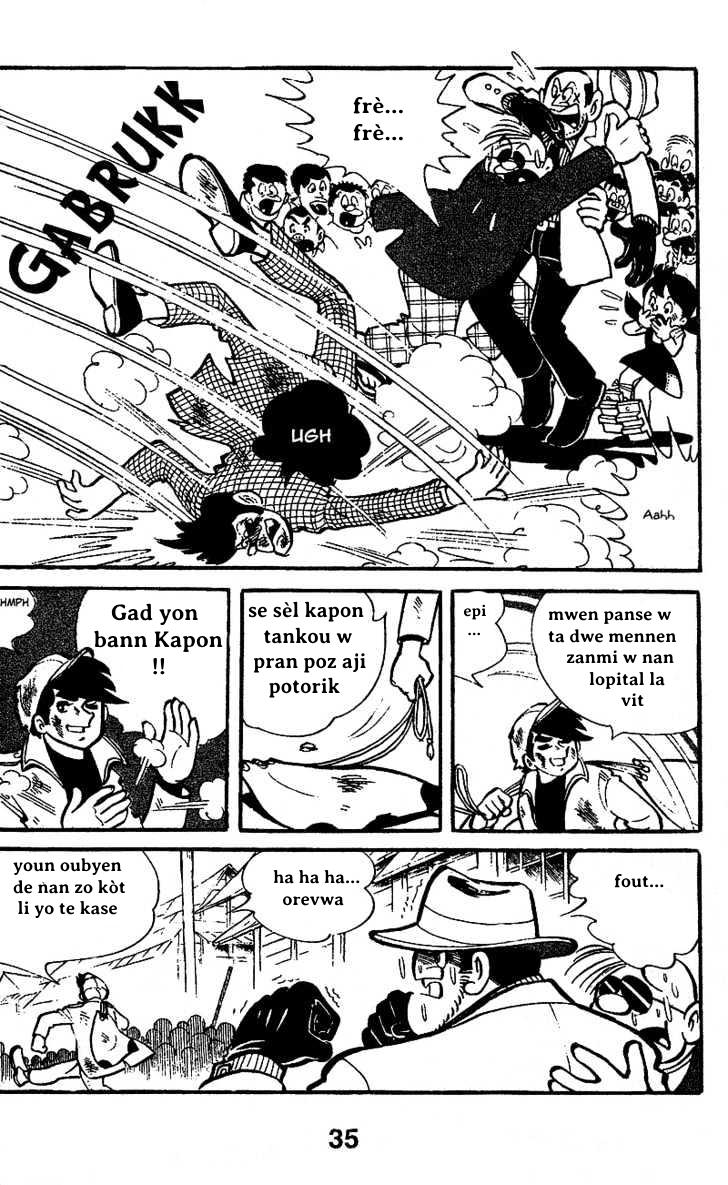 GABRUKK
frè...
frè...
UGH
Aahh
HMPH
Gad yon
bann Kapon
!!
se sèl kapon
tankou w
pran poz aji
potorik
epi
...
mwen panse w
ta dwe mennen
zanmi w nan
lopital la
vit
youn oubyen
de nan zo kòt
li yo te kase
ha ha ha...
orevwa
fout...
35